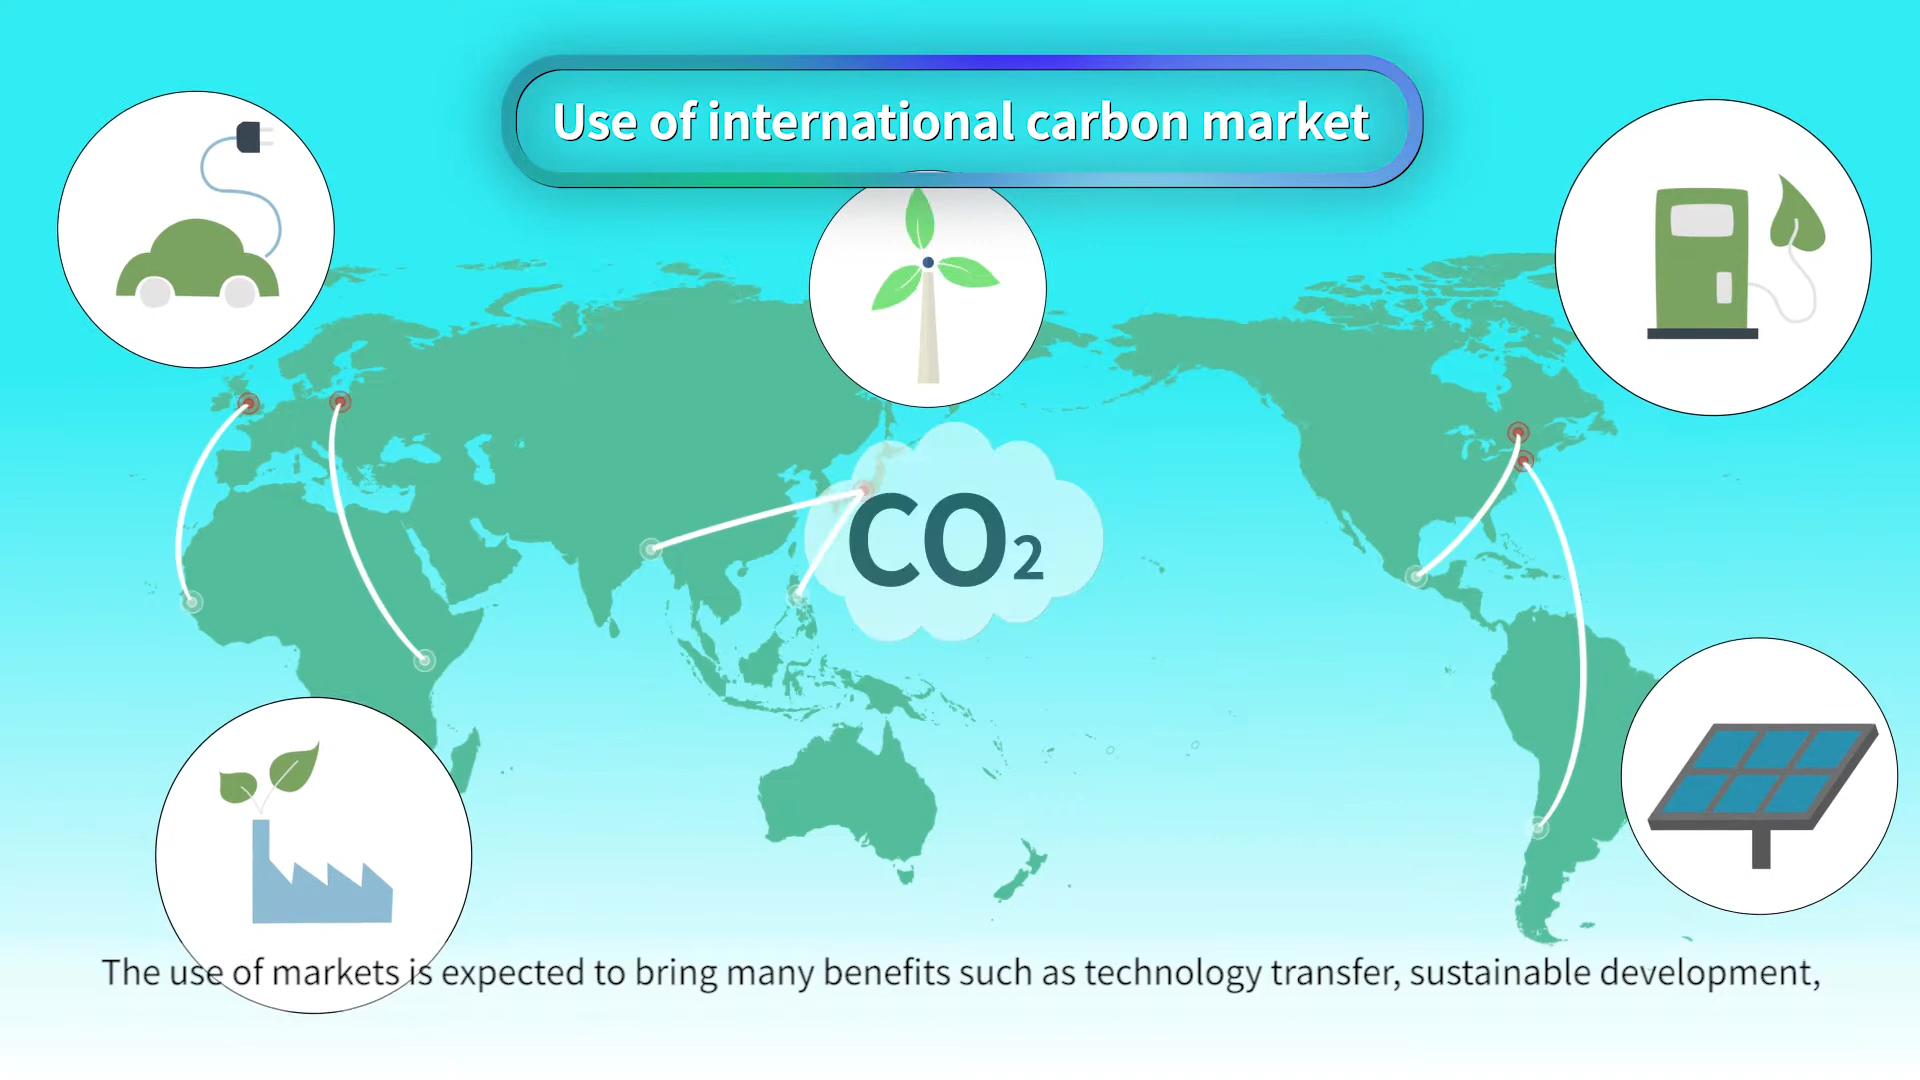 Use of international carbon market
CO₂
The use of markets is expected to bring many benefits such as technology transfer, sustainable development,